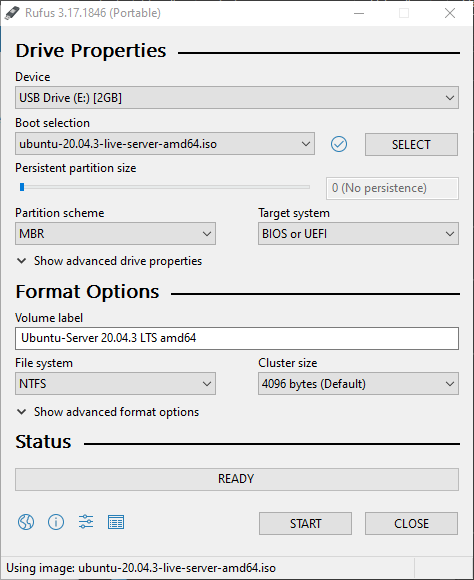 Rufus 3.17.1846 (Portable)
Drive Properties
Device
USB Drive (E:) [2GB]
Boot selection
ubuntu-20.04.3-live-server-amd64.iso
SELECT
Persistent partition size
0 (No persistence)
Partition scheme
Target system
MBR
BIOS or UEFI
Show advanced drive properties
Format Options
Volume label
Ubuntu-Server 20.04.3 LTS amd64
File system
Cluster size
NTFS
4096 bytes (Default)
Show advanced format options
Status
READY
START
CLOSE
Using image: ubuntu-20.04.3-live-server-amd64.iso